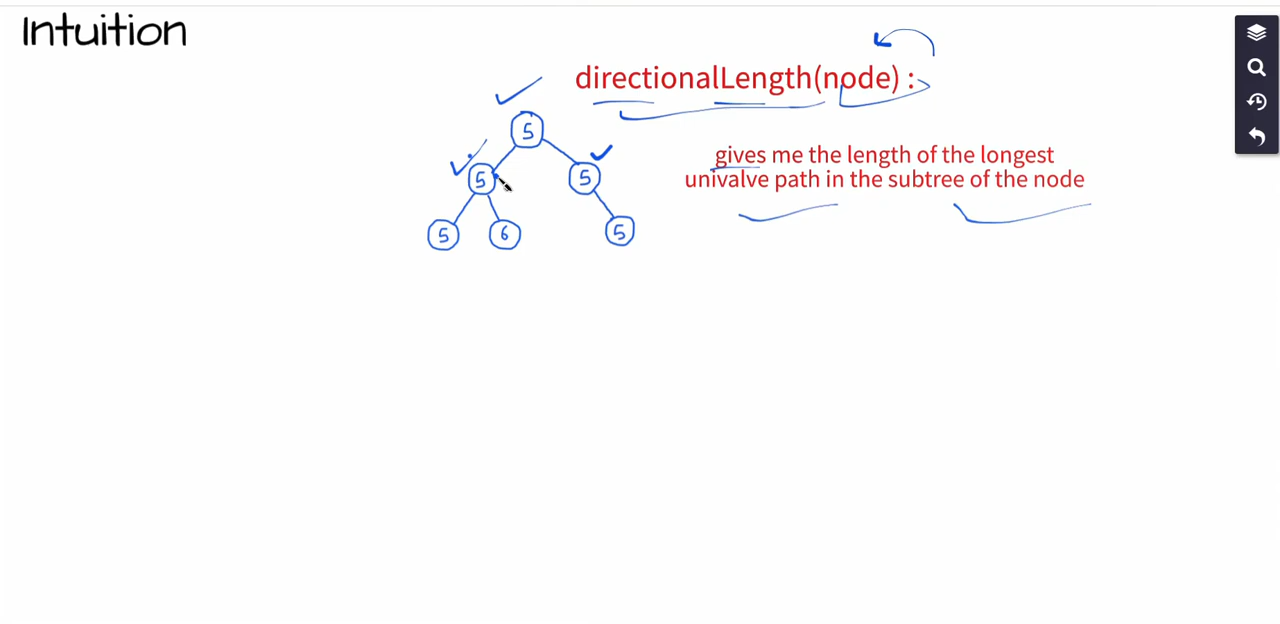 Intuition
directionalLength(node) :
gives me the length of the longest
univalve path in the subtree of the node
5
5 5
5 6 5